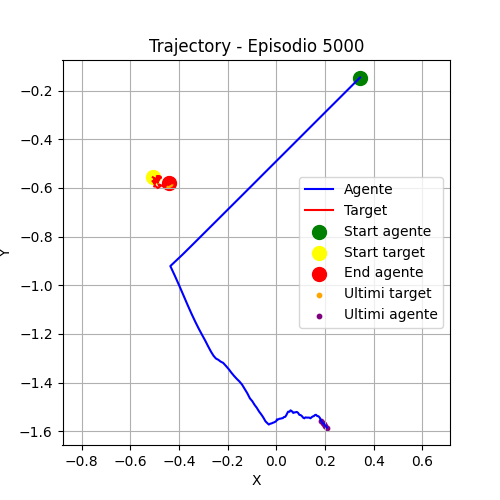 Trajectory - Episodio 5000
−0.2
−0.4
−0.6
−0.8
−1.0
−1.2
−1.4
−1.6
Y
Agente
Target
Start agente
Start target
End agente
Ultimi target
Ultimi agente
−0.8 −0.6 −0.4 −0.2 0.0 0.2 0.4 0.6
X